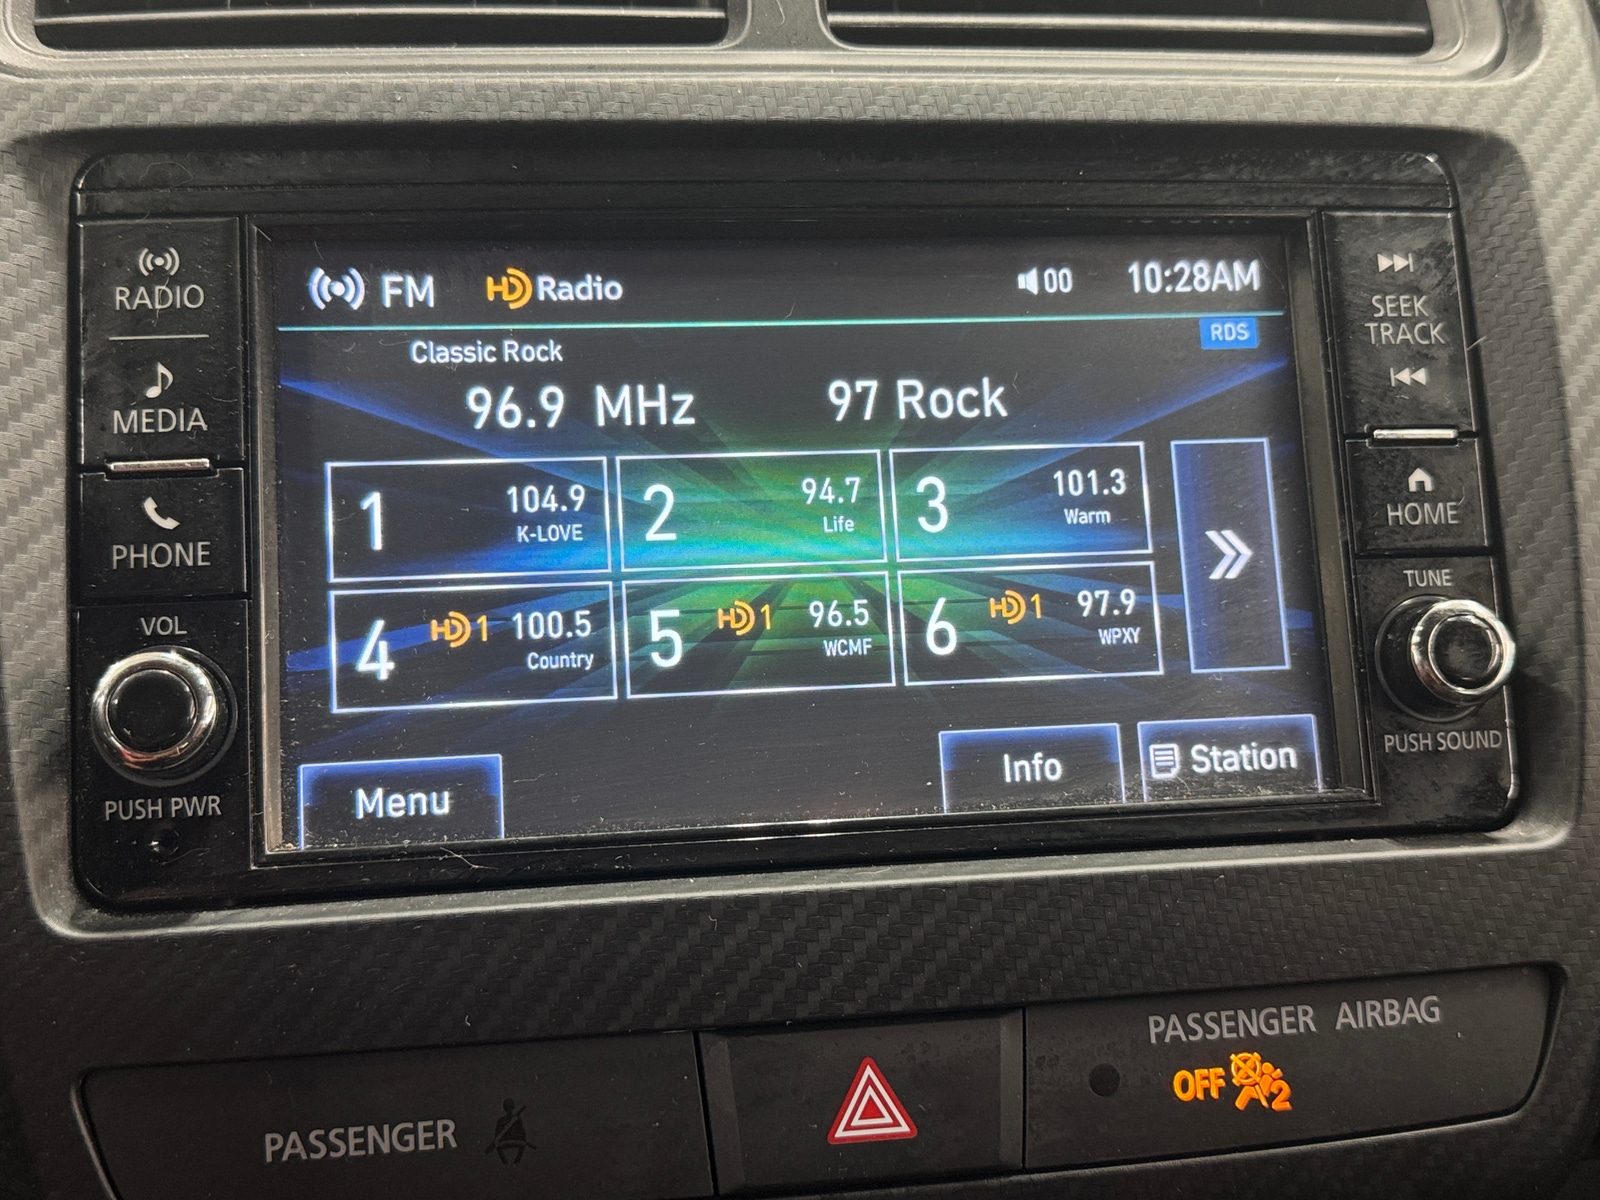 RADIO
MEDIA
PHONE
VOL
PUSH PWR
FM HD Radio 00 10:28AM
RDS
Classic Rock
96.9 MHz 97 Rock
1 104.9 K-LOVE
2 94.7 Life
3 101.3 Warm
4 HD1 100.5 Country
5 HD1 96.5 WCMF
6 HD1 97.9 WPXY
Menu Info Station
SEEK
TRACK
HOME
TUNE
PUSH SOUND
PASSENGER
PASSENGER AIRBAG
OFF 2